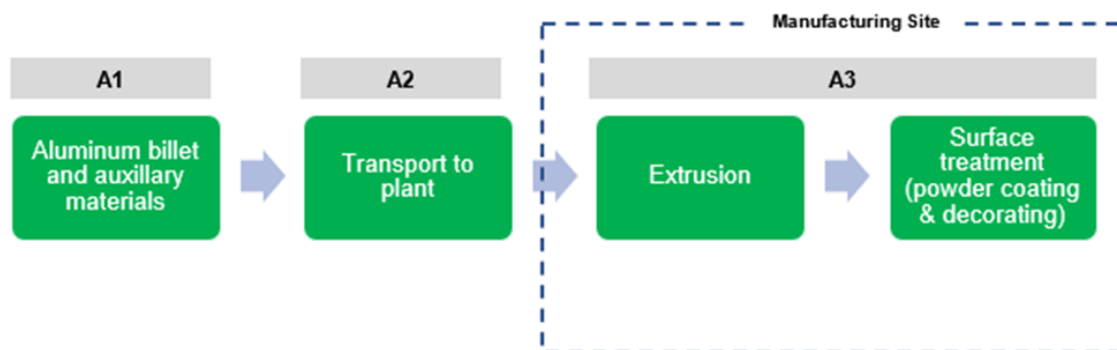 Manufacturing Site
A1
A2
A3
Aluminum billet
and auxillary
materials
Transport to
plant
Extrusion
Surface
treatment
(powder coating
& decorating)